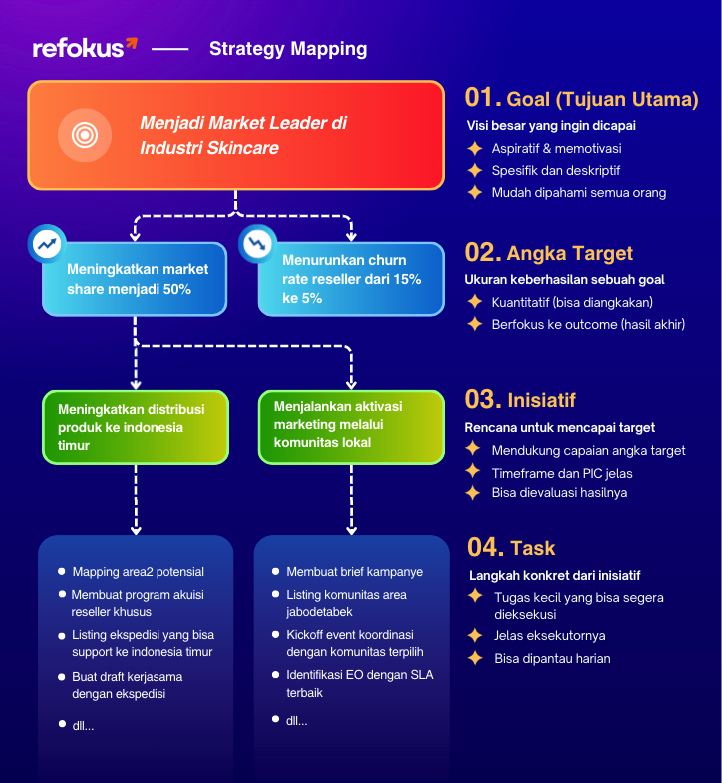 refokus
Strategy Mapping
Menjadi Market Leader di
Industri Skincare
01. Goal (Tujuan Utama)
Visi besar yang ingin dicapai
Aspiratif & memotivasi
Spesifik dan deskriptif
Mudah dipahami semua orang
Meningkatkan market
share menjadi 50%
Menurunkan churn
rate reseller dari 15%
ke 5%
02. Angka Target
Ukuran keberhasilan sebuah goal
Kuantitatif (bisa diangkakan)
Berfokus ke outcome (hasil akhir)
Meningkatkan distribusi
produk ke indonesia
timur
Menjalankan aktivasi
marketing melalui
komunitas lokal
03. Inisiatif
Rencana untuk mencapai target
Mendukung capaian angka target
Timeframe dan PIC jelas
Bisa dievaluasi hasilnya
Mapping area2 potensial
Membuat program akuisi
reseller khusus
Listing ekspedisi yang bisa
support ke indonesia timur
Buat draft kerjasama
dengan ekspedisi
dll...
Membuat brief kampanye
Listing komunitas area
jabodetabek
Kickoff event koordinasi
dengan komunitas terpilih
Identifikasi EO dengan SLA
terbaik
dll...
04. Task
Langkah konkret dari inisiatif
Tugas kecil yang bisa segera
dieksekusi
Jelas eksekutornya
Bisa dipantau harian